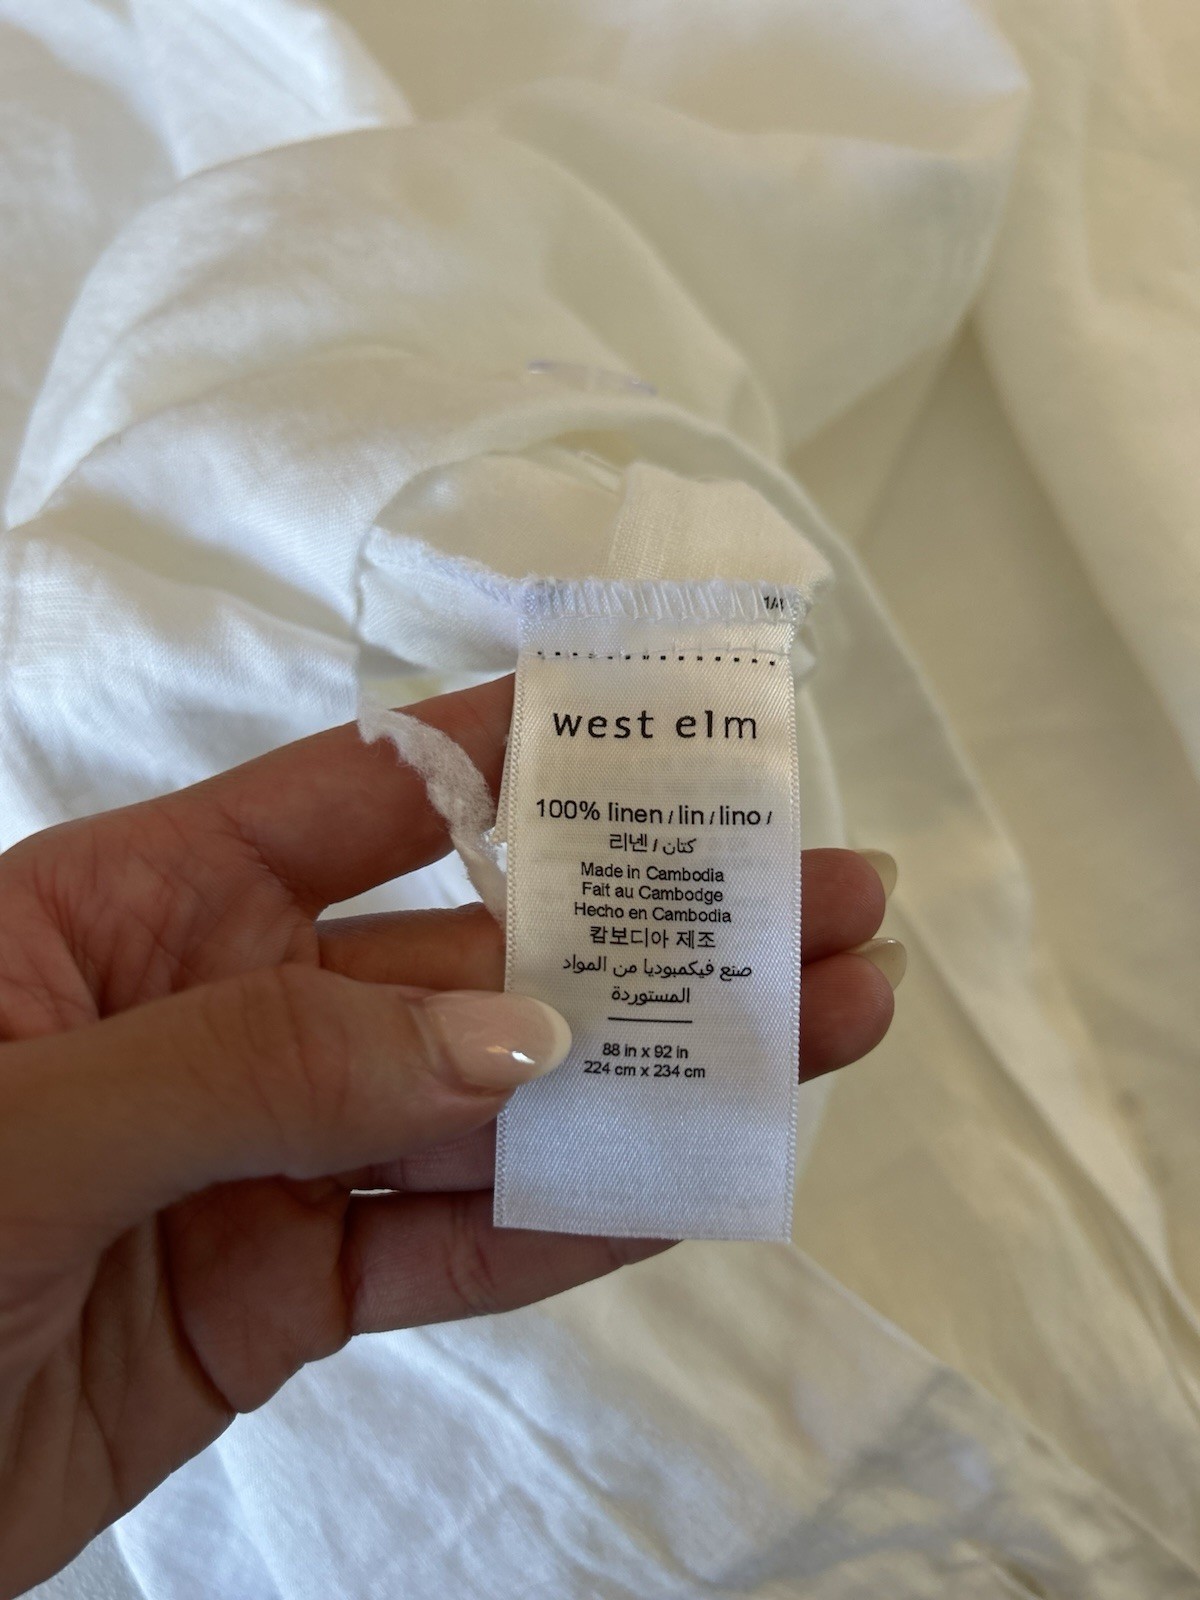 west elm
100% linen / lin / lino /
리넨 / كتان
Made in Cambodia
Fait au Cambodge
Hecho en Cambodia
캄보디아 제조
صنع فيكمبوديا من المواد
المستوردة
88 in x 92 in
224 cm x 234 cm